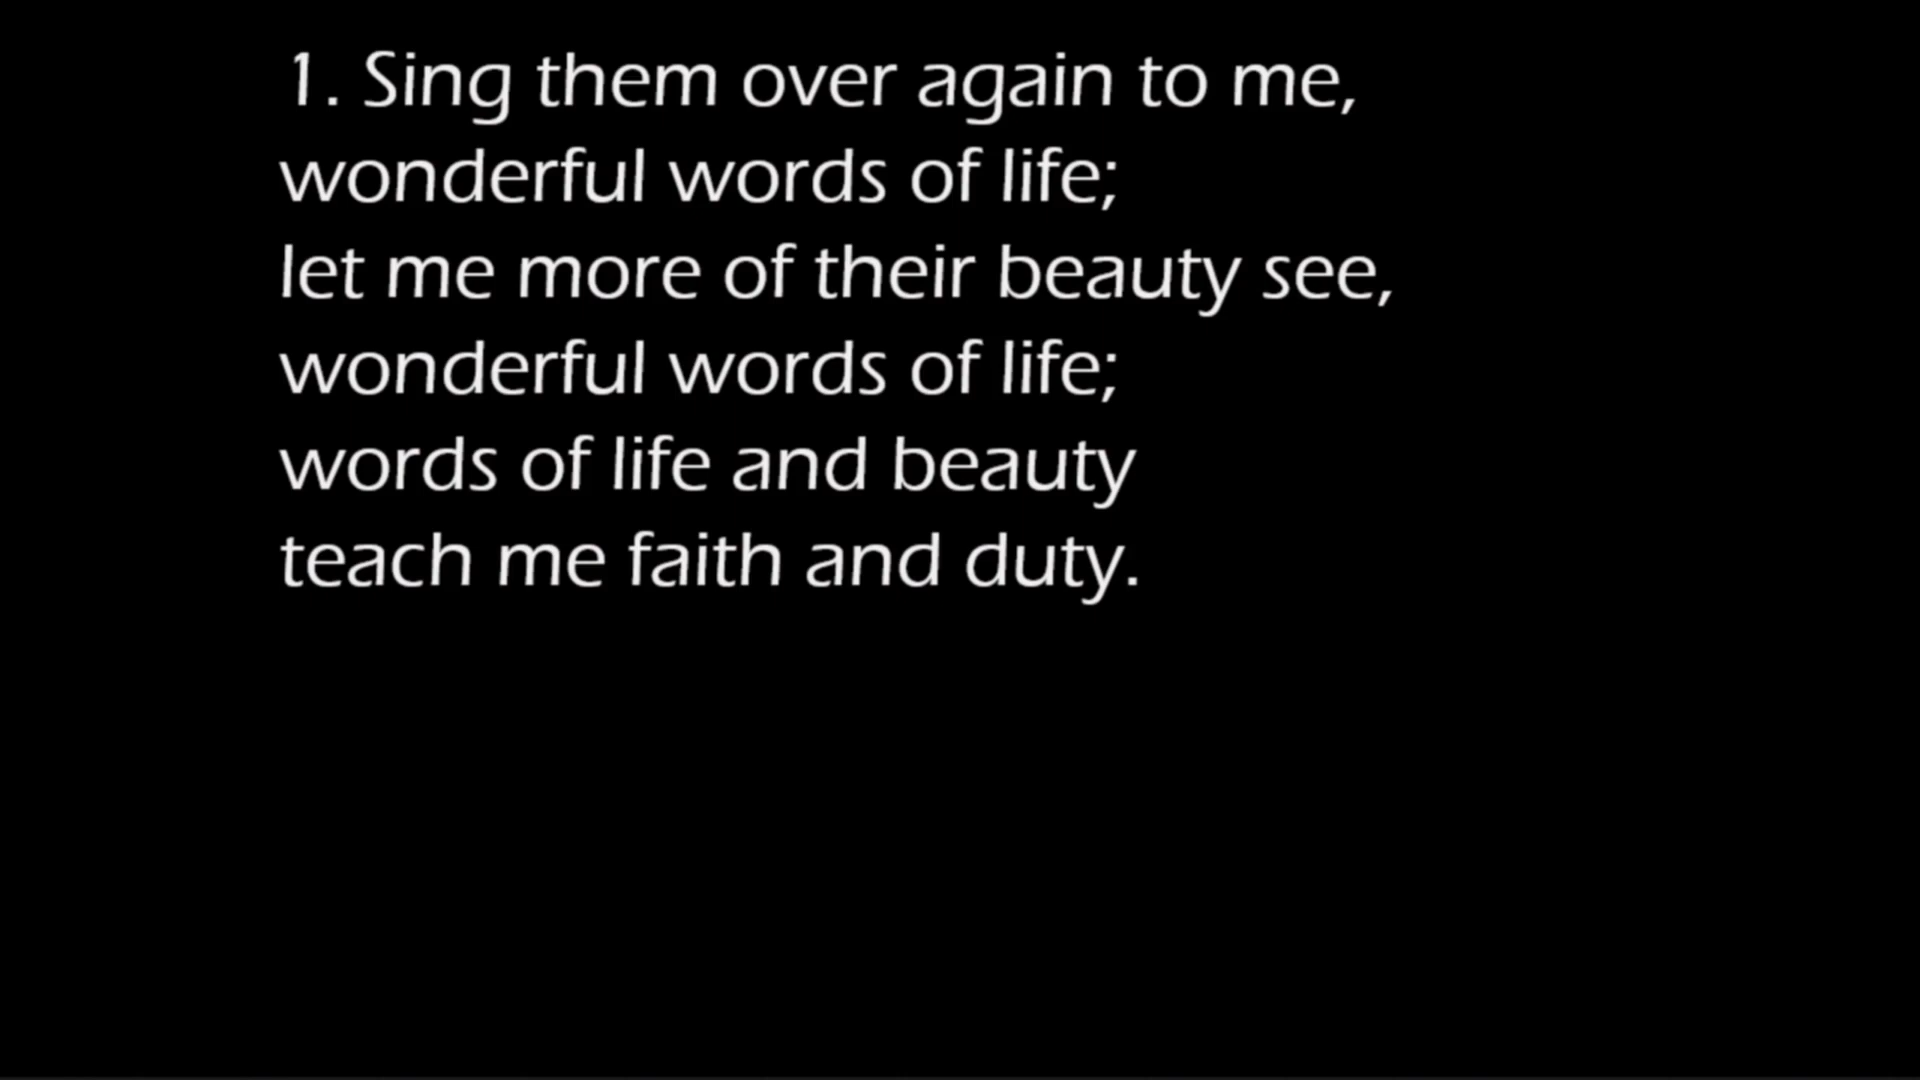 1. Sing them over again to me,
wonderful words of life;
let me more of their beauty see,
wonderful words of life;
words of life and beauty
teach me faith and duty.